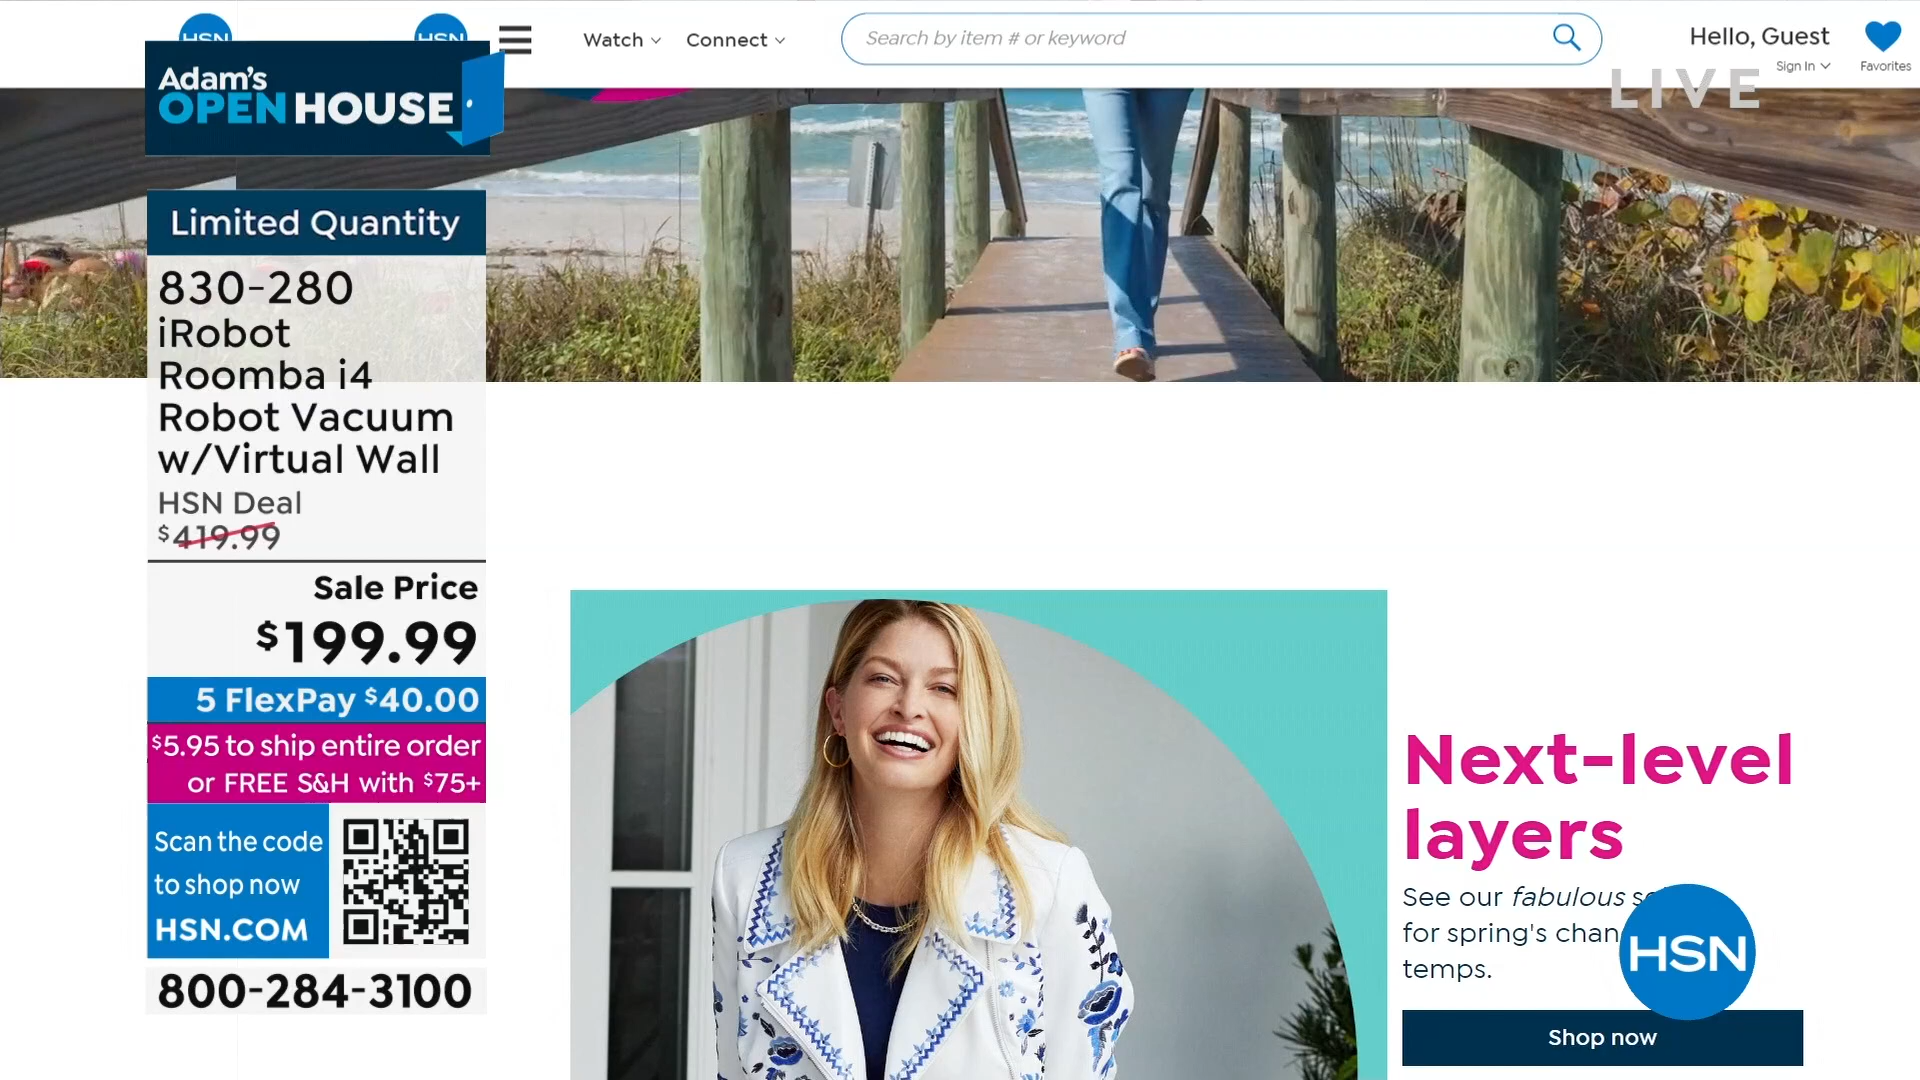 HSN
HSN
Watch
Connect
Search by item # or keyword
Hello, Guest
Sign In
Favorites
LIVE
Adam's
OPEN HOUSE
Limited Quantity
830-280
iRobot
Roomba i4
Robot Vacuum
w/Virtual Wall
HSN Deal
$419.99
Sale Price
$199.99
5 FlexPay $40.00
$5.95 to ship entire order
or FREE S&H with $75+
Scan the code
to shop now
HSN.COM
800-284-3100
Next-level
layers
See our fabulous
for spring's
temps.
HSN
Shop now